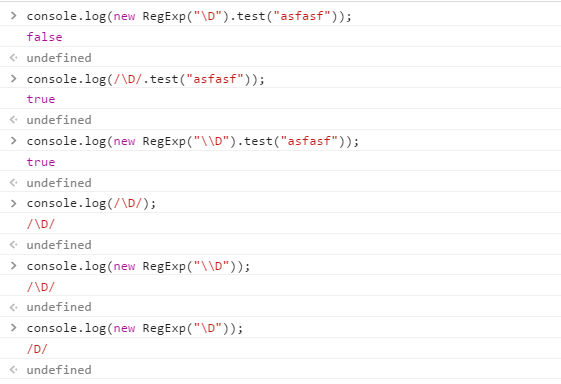 > console.log(new RegExp("\D").test("asfasf"));
false
<· undefined
> console.log(/\D/.test("asfasf"));
true
<· undefined
> console.log(new RegExp("\\D").test("asfasf"));
true
<· undefined
> console.log(/\D/);
/\D/
<· undefined
> console.log(new RegExp("\\D"));
/\D/
<· undefined
> console.log(new RegExp("\D"));
/D/
<· undefined